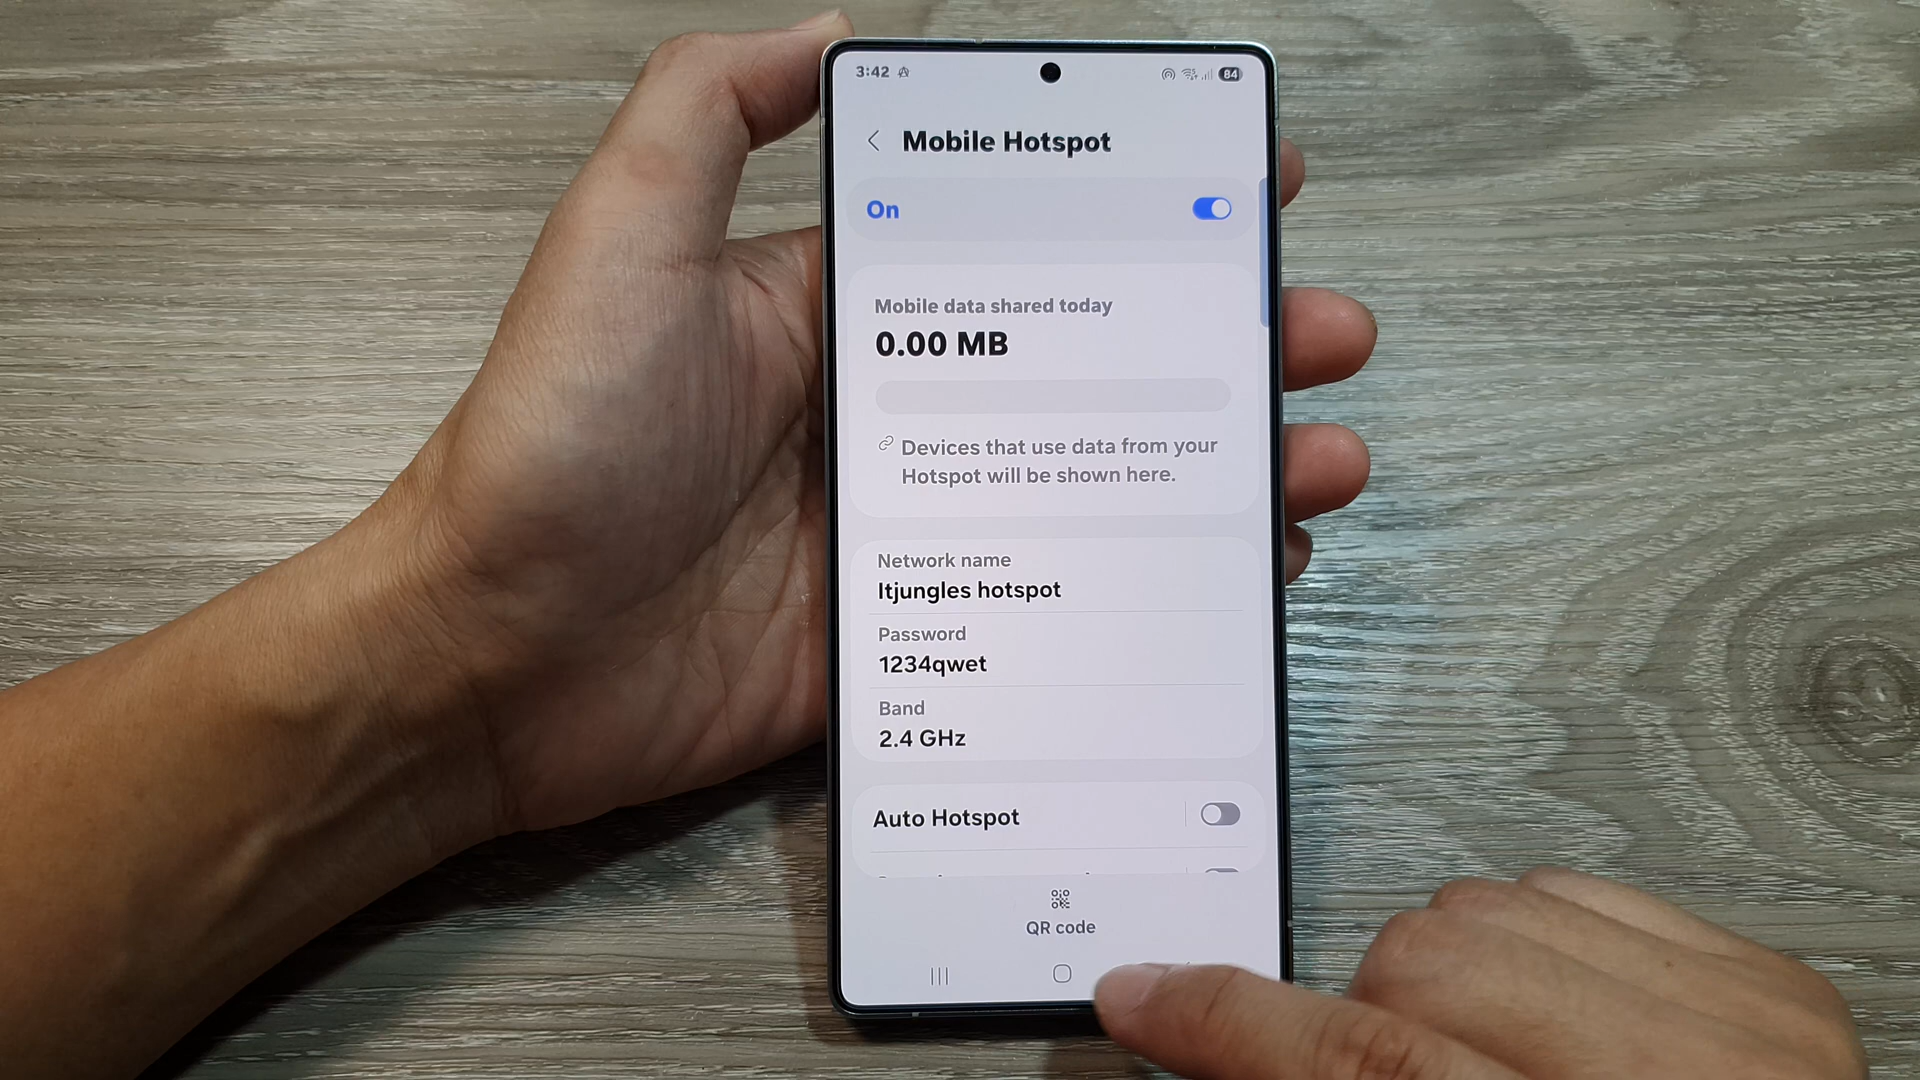 3:42
84
Mobile Hotspot
On
Mobile data shared today
0.00 MB
Devices that use data from your
Hotspot will be shown here.
Network name
Itjungles hotspot
Password
1234qwet
Band
2.4 GHz
Auto Hotspot
QR code